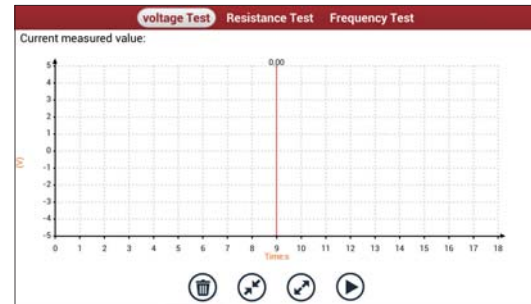 voltage Test Resistance Test Frequency Test
Current measured value:
0.00
5
4
3
2
1
0
-1
-2
-3
-4
-5
(V)
0 1 2 3 4 5 6 7 8 9 10 11 12 13 14 15 16 17 18
Time:s